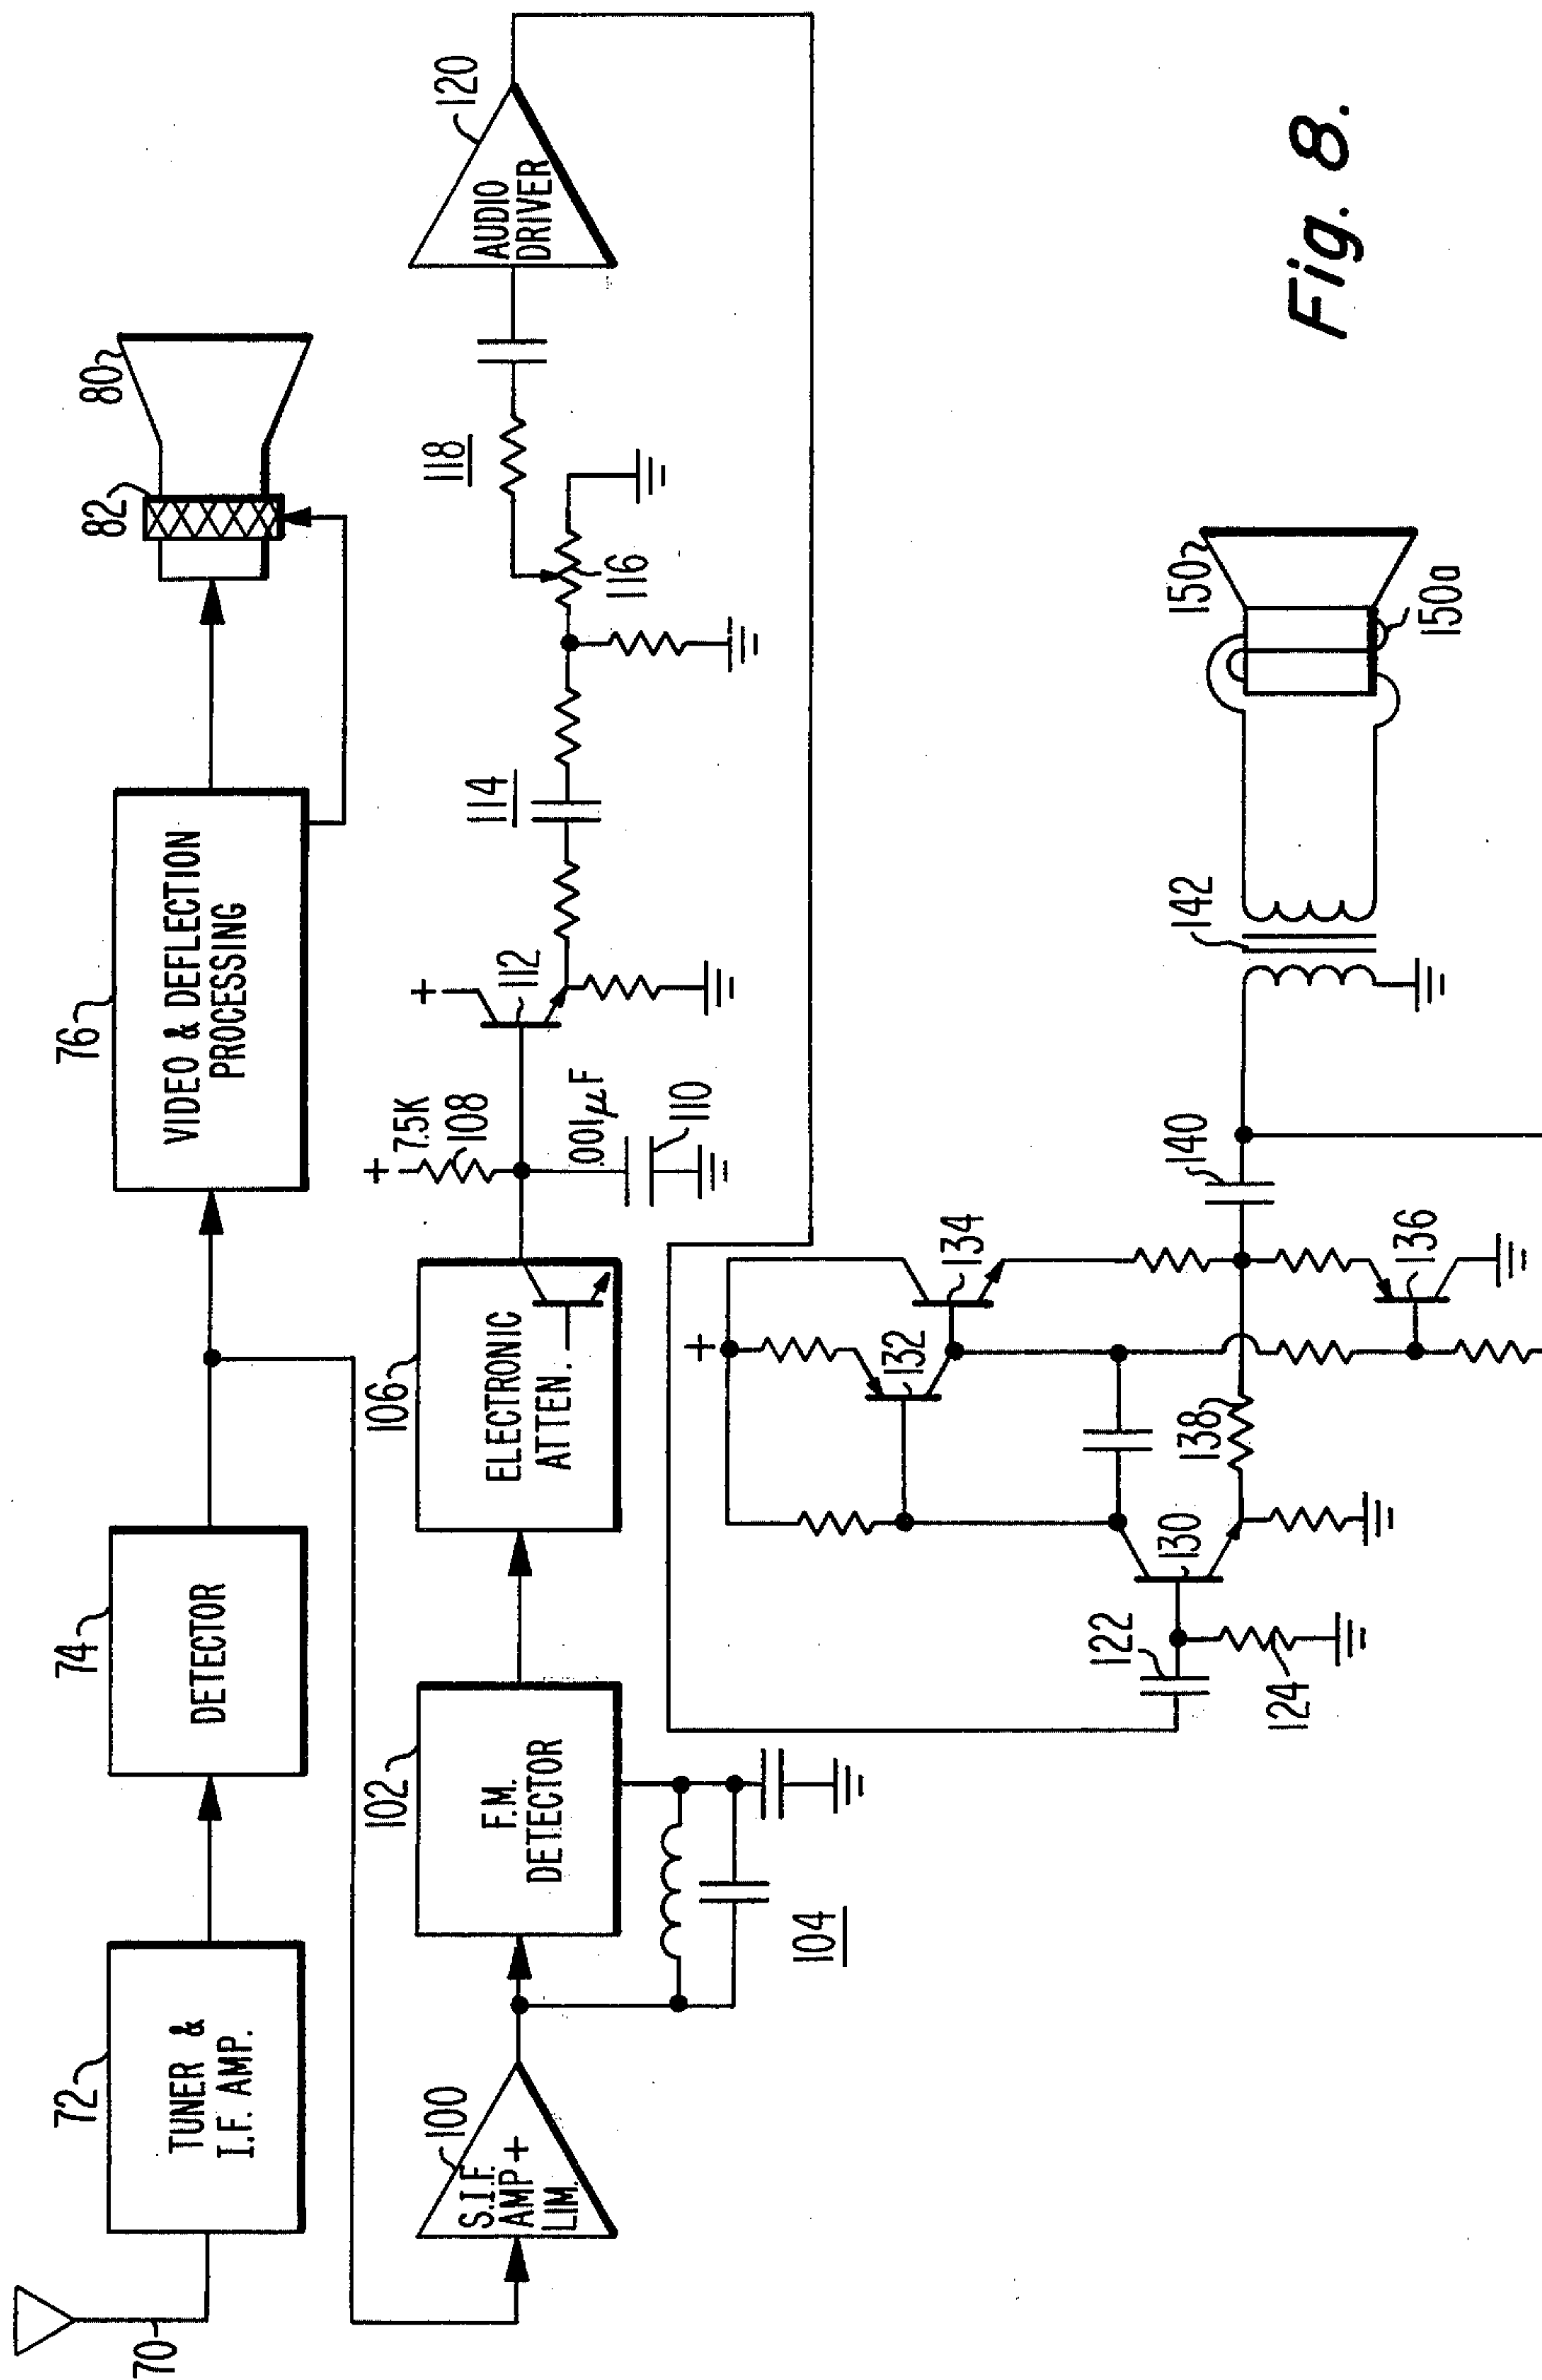 70
72
TUNER &
I.F. AMP.
74
DETECTOR
76
VIDEO & DEFLECTION
PROCESSING
82
80
100
S.I.F.
AMP +
LIM.
102
F.M.
DETECTOR
104
106
ELECTRONIC
ATTEN.
+
7.5K
108
.001µF
110
+
112
114
116
118
AUDIO
DRIVER
120
122
124
130
+
132
134
136
138
140
142
150
150a
Fig. 8.